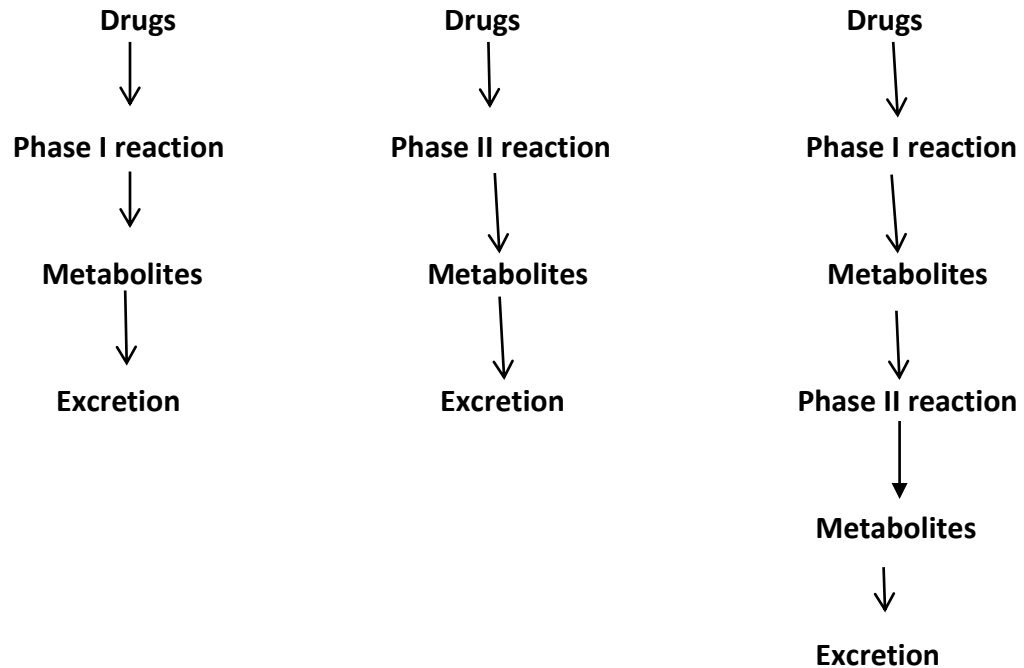 Drugs Drugs Drugs
Phase I reaction Phase II reaction Phase I reaction
Metabolites Metabolites Metabolites
Excretion Excretion Phase II reaction
Metabolites
Excretion